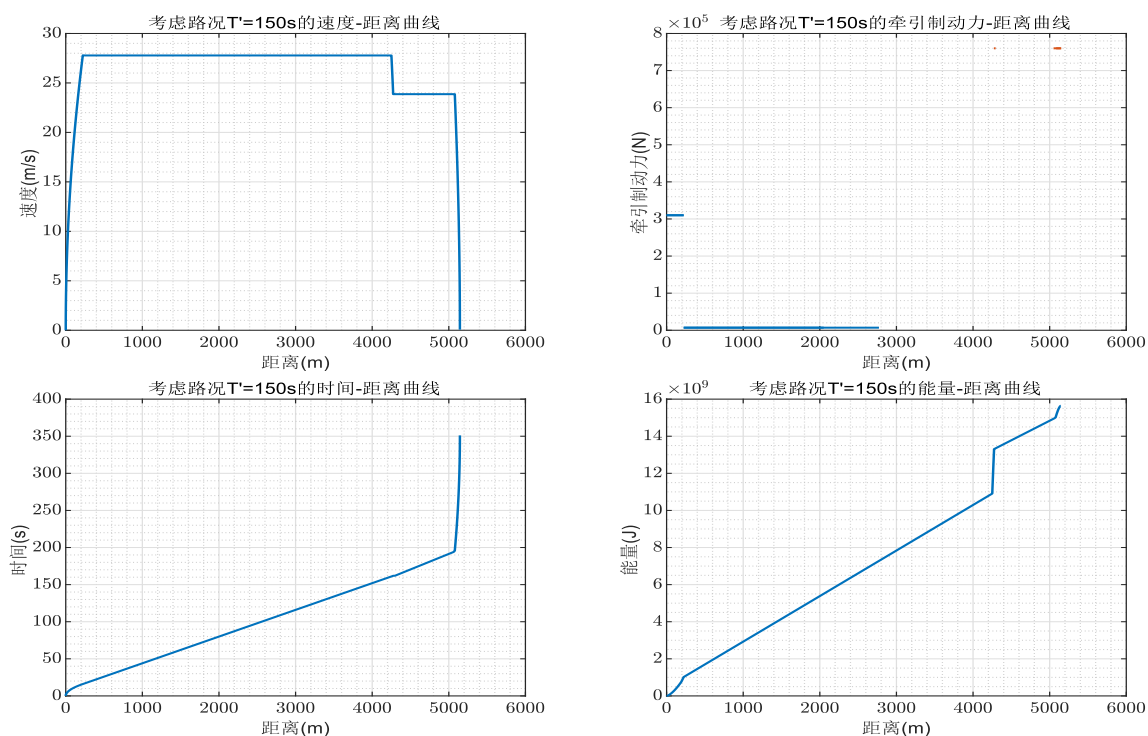 考虑路况T'=150s的速度-距离曲线
30
25
20
15
10
5
0
速度(m/s)
0 1000 2000 3000 4000 5000 6000
距离(m)
考虑路况T'=150s的牵引制动力-距离曲线
×10⁵
8
7
6
5
4
3
2
1
0
牵引制动力(N)
0 1000 2000 3000 4000 5000 6000
距离(m)
考虑路况T'=150s的时间-距离曲线
400
350
300
250
200
150
100
50
0
时间(s)
0 1000 2000 3000 4000 5000 6000
距离(m)
考虑路况T'=150s的能量-距离曲线
×10⁹
16
14
12
10
8
6
4
2
0
能量(J)
0 1000 2000 3000 4000 5000 6000
距离(m)